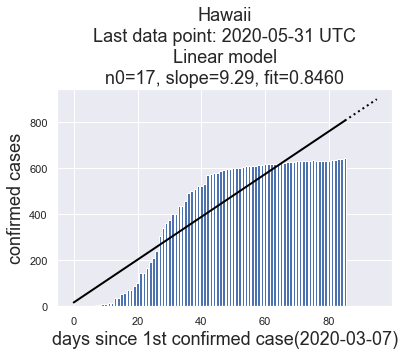 Hawaii
Last data point: 2020-05-31 UTC
Linear model
n0=17, slope=9.29, fit=0.8460
800
600
400
200
0
confirmed cases
0 20 40 60 80
days since 1st confirmed case(2020-03-07)